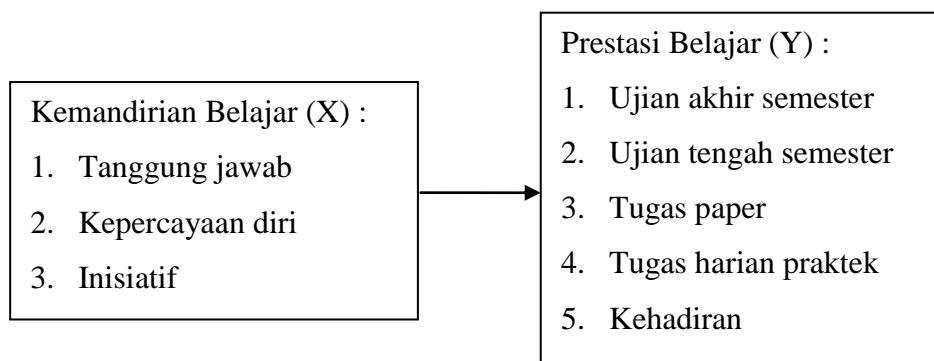 Kemandirian Belajar (X) :
1. Tanggung jawab
2. Kepercayaan diri
3. Inisiatif
Prestasi Belajar (Y) :
1. Ujian akhir semester
2. Ujian tengah semester
3. Tugas paper
4. Tugas harian praktek
5. Kehadiran